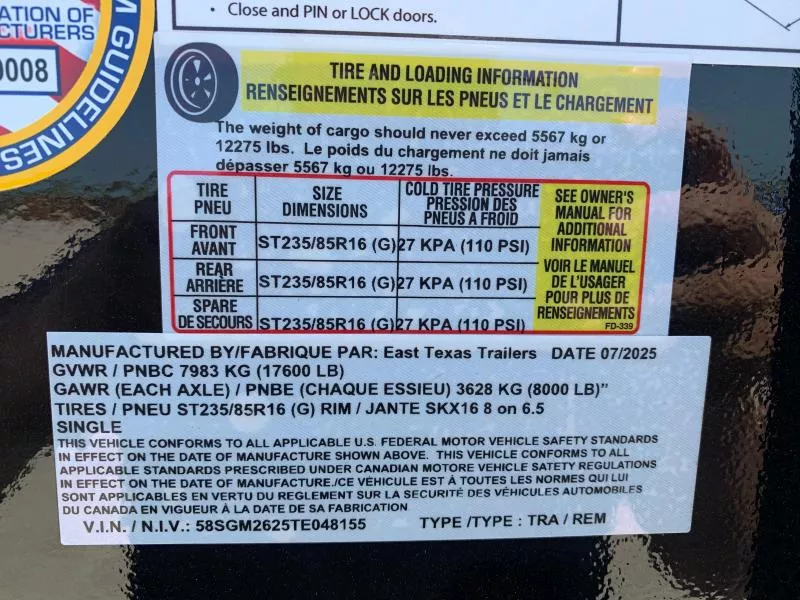 • Close and PIN or LOCK doors.
ATION OF
CTURERS
0008
GUIDELINES
TIRE AND LOADING INFORMATION
RENSEIGNEMENTS SUR LES PNEUS ET LE CHARGEMENT
The weight of cargo should never exceed 5567 kg or
12275 lbs. Le poids du chargement ne doit jamais
dépasser 5567 kg ou 12275 lbs.
TIRE
PNEU
SIZE
DIMENSIONS
COLD TIRE PRESSURE
PRESSION DES
PNEUS A FROID
FRONT
AVANT
ST235/85R16 (G)
27 KPA (110 PSI)
REAR
ARRIÈRE
ST235/85R16 (G)
27 KPA (110 PSI)
SPARE
DE SECOURS
ST235/85R16 (G)
27 KPA (110 PSI)
SEE OWNER'S
MANUAL FOR
ADDITIONAL
INFORMATION
VOIR LE MANUEL
DE L'USAGER
POUR PLUS DE
RENSEIGNEMENTS
FD-339
MANUFACTURED BY/FABRIQUE PAR: East Texas Trailers DATE 07/2025
GVWR / PNBC 7983 KG (17600 LB)
GAWR (EACH AXLE) / PNBE (CHAQUE ESSIEU) 3628 KG (8000 LB)"
TIRES / PNEU ST235/85R16 (G) RIM / JANTE SKX16 8 on 6.5
SINGLE
THIS VEHICLE CONFORMS TO ALL APPLICABLE U.S. FEDERAL MOTOR VEHICLE SAFETY STANDARDS
IN EFFECT ON THE DATE OF MANUFACTURE SHOWN ABOVE. THIS VEHICLE CONFORMS TO ALL
APPLICABLE STANDARDS PRESCRIBED UNDER CANADIAN MOTORE VEHICLE SATETY REGULATIONS
IN EFFECT ON THE DATE OF MANUFACTURE./CE VÉHICULE EST À TOUTES LES NORMES QUI LUI
SONT APPLICABLES EN VERTU DU REGLEMENT SUR LA SECURITÉ DES VÉHICULES AUTOMOBILES
DU CANADA EN VIGUEUR À LA DATE DE SA FABRICATION
V.I.N. / N.I.V.: 58SGM2625TE048155 TYPE /TYPE : TRA / REM